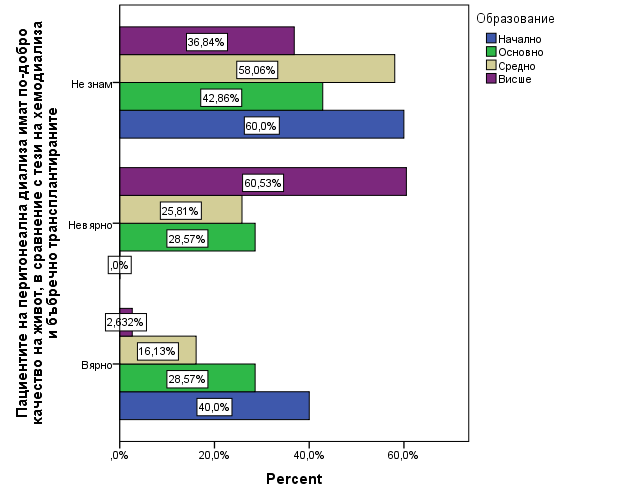 Образование
Начално
Основно
Средно
Висше
Пациентите на перитонеална диализа имат по-добро
качество на живот, в сравнение с тези на хемодиализа
и бъбречно трансплантираните
Не знам
36,84%
58,06%
42,86%
60,0%
Невярно
60,53%
25,81%
28,57%
,0%
Вярно
2,632%
16,13%
28,57%
40,0%
,0%
20,0%
40,0%
60,0%
Percent